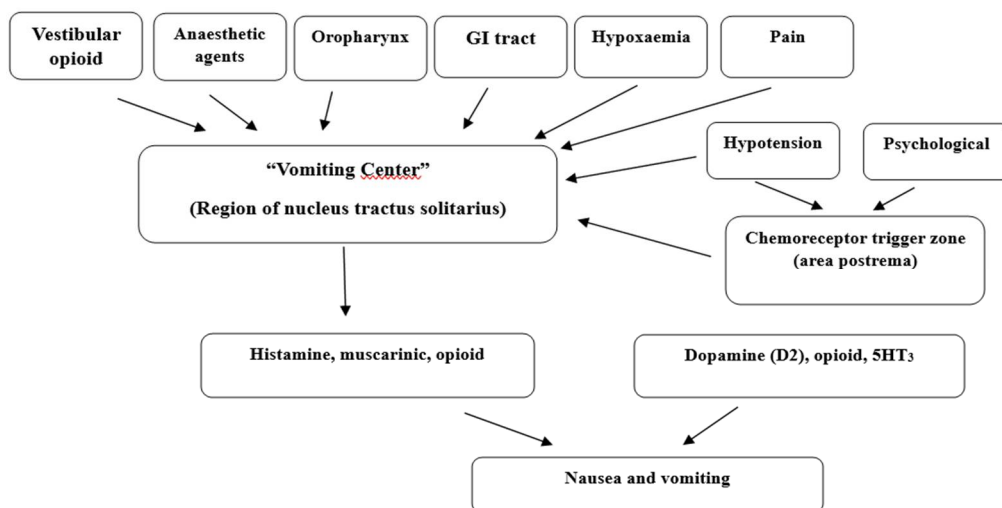 Vestibular
opioid
Anaesthetic
agents
Oropharynx
GI tract
Hypoxaemia
Pain
Hypotension
Psychological
“Vomiting Center”
(Region of nucleus tractus solitarius)
Chemoreceptor trigger zone
(area postrema)
Histamine, muscarinic, opioid
Dopamine (D2), opioid, 5HT₃
Nausea and vomiting